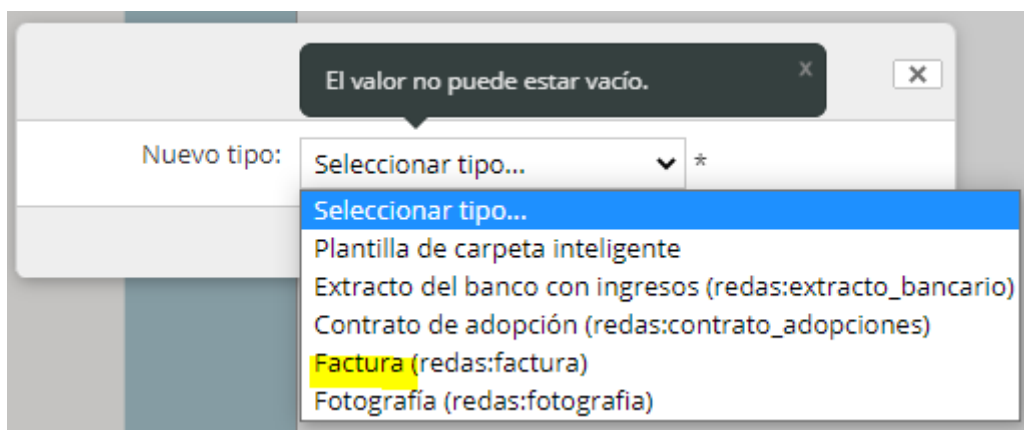 El valor no puede estar vacío.
x
Nuevo tipo:
Seleccionar tipo...
*
Seleccionar tipo...
Plantilla de carpeta inteligente
Extracto del banco con ingresos (redas:extracto_bancario)
Contrato de adopción (redas:contrato_adopciones)
Factura (redas:factura)
Fotografía (redas:fotografia)